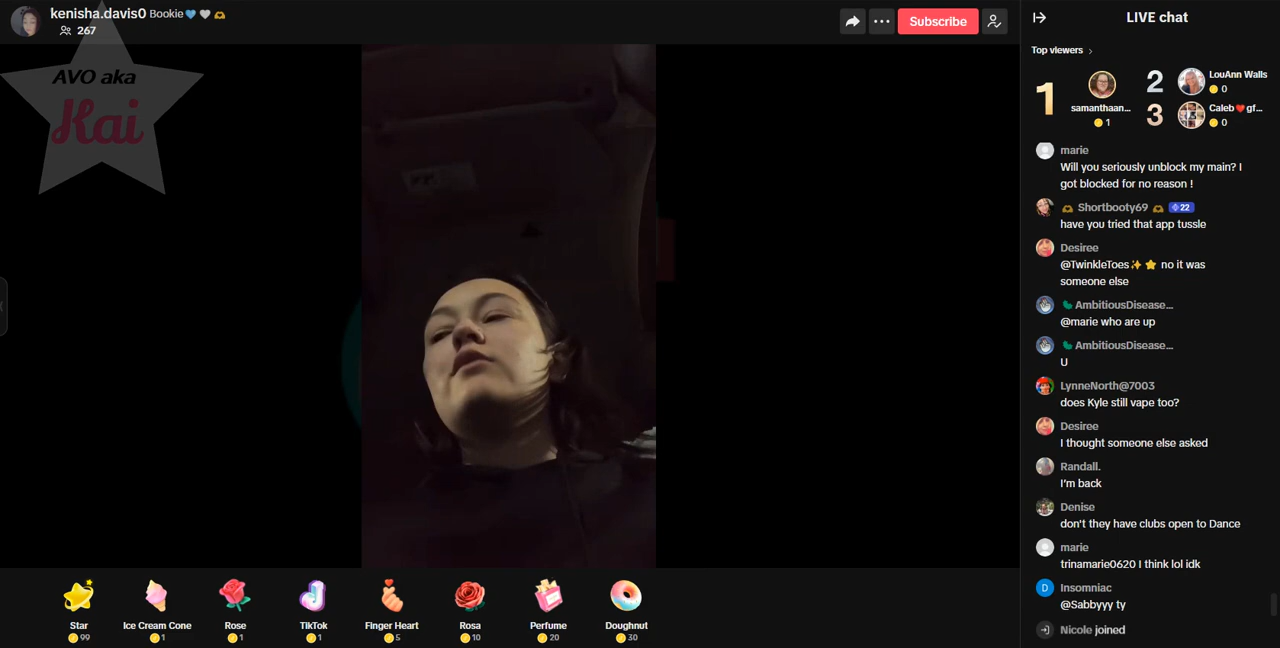 kenisha.davis0 Bookie💙🤍🫶
267
Subscribe
AVO aka
Kai
LIVE chat
Top viewers
1
samanthaan...
1
2
LouAnn Walls
0
3
Caleb❤️gf...
0
marie
Will you seriously unblock my main? I
got blocked for no reason !
🫶 Shortbooty69 🫶 22
have you tried that app tussle
Desiree
@TwinkleToes✨⭐ no it was
someone else
AmbitiousDisease...
@marie who are up
AmbitiousDisease...
U
LynneNorth@7003
does Kyle still vape too?
Desiree
I thought someone else asked
Randall.
I'm back
Denise
don't they have clubs open to Dance
marie
trinamarie0620 I think lol idk
D
Insomniac
@Sabbyyy ty
Nicole joined
Star
99
Ice Cream Cone
1
Rose
1
TikTok
1
Finger Heart
5
Rosa
10
Perfume
20
Doughnut
30